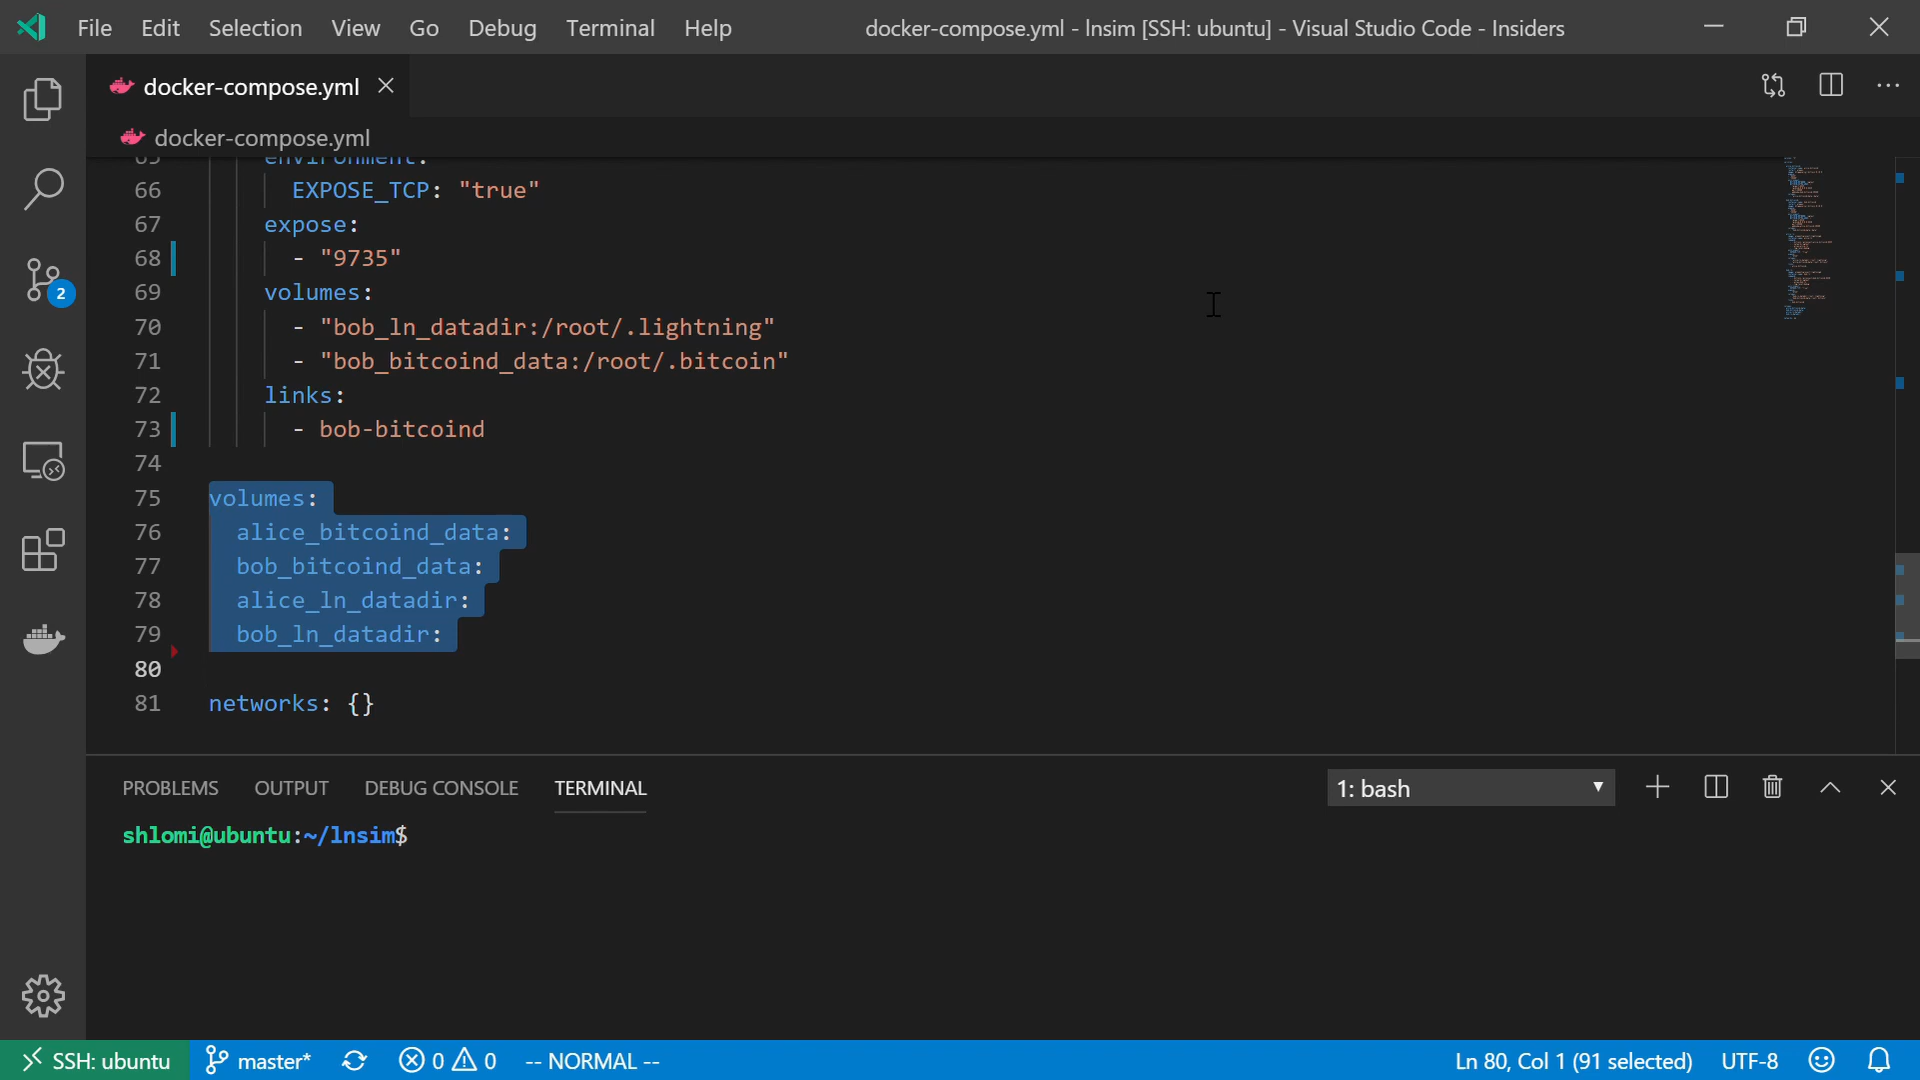 File Edit Selection View Go Debug Terminal Help docker-compose.yml - lnsim [SSH: ubuntu] - Visual Studio Code - Insiders
docker-compose.yml
docker-compose.yml
65 environment:
66 EXPOSE_TCP: "true"
67 expose:
68 - "9735"
69 volumes:
70 - "bob_ln_datadir:/root/.lightning"
71 - "bob_bitcoind_data:/root/.bitcoin"
72 links:
73 - bob-bitcoind
74
75 volumes:
76 alice_bitcoind_data:
77 bob_bitcoind_data:
78 alice_ln_datadir:
79 bob_ln_datadir:
80
81 networks: {}
2
PROBLEMS OUTPUT DEBUG CONSOLE TERMINAL 1: bash
shlomi@ubuntu:~/lnsim$
SSH: ubuntu master* 0 0 -- NORMAL -- Ln 80, Col 1 (91 selected) UTF-8